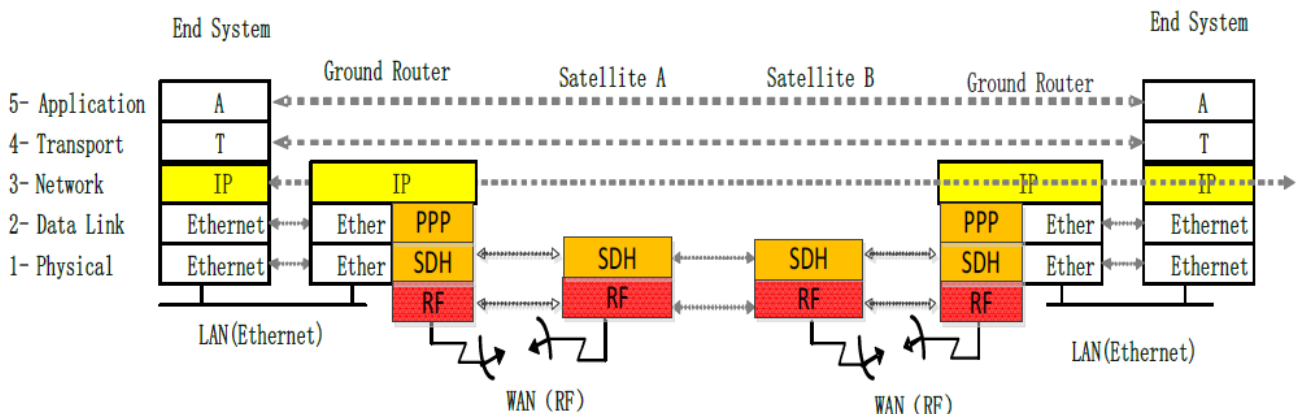 End System
End System
Ground Router
Satellite A
Satellite B
Ground Router
5- Application
A
A
4- Transport
T
T
3- Network
IP
IP
IP
IP
2- Data Link
Ethernet
Ether
PPP
PPP
Ether
Ethernet
1- Physical
Ethernet
Ether
SDH
SDH
SDH
SDH
Ether
Ethernet
RF
RF
RF
RF
LAN(Ethernet)
LAN(Ethernet)
WAN (RF)
WAN (RF)